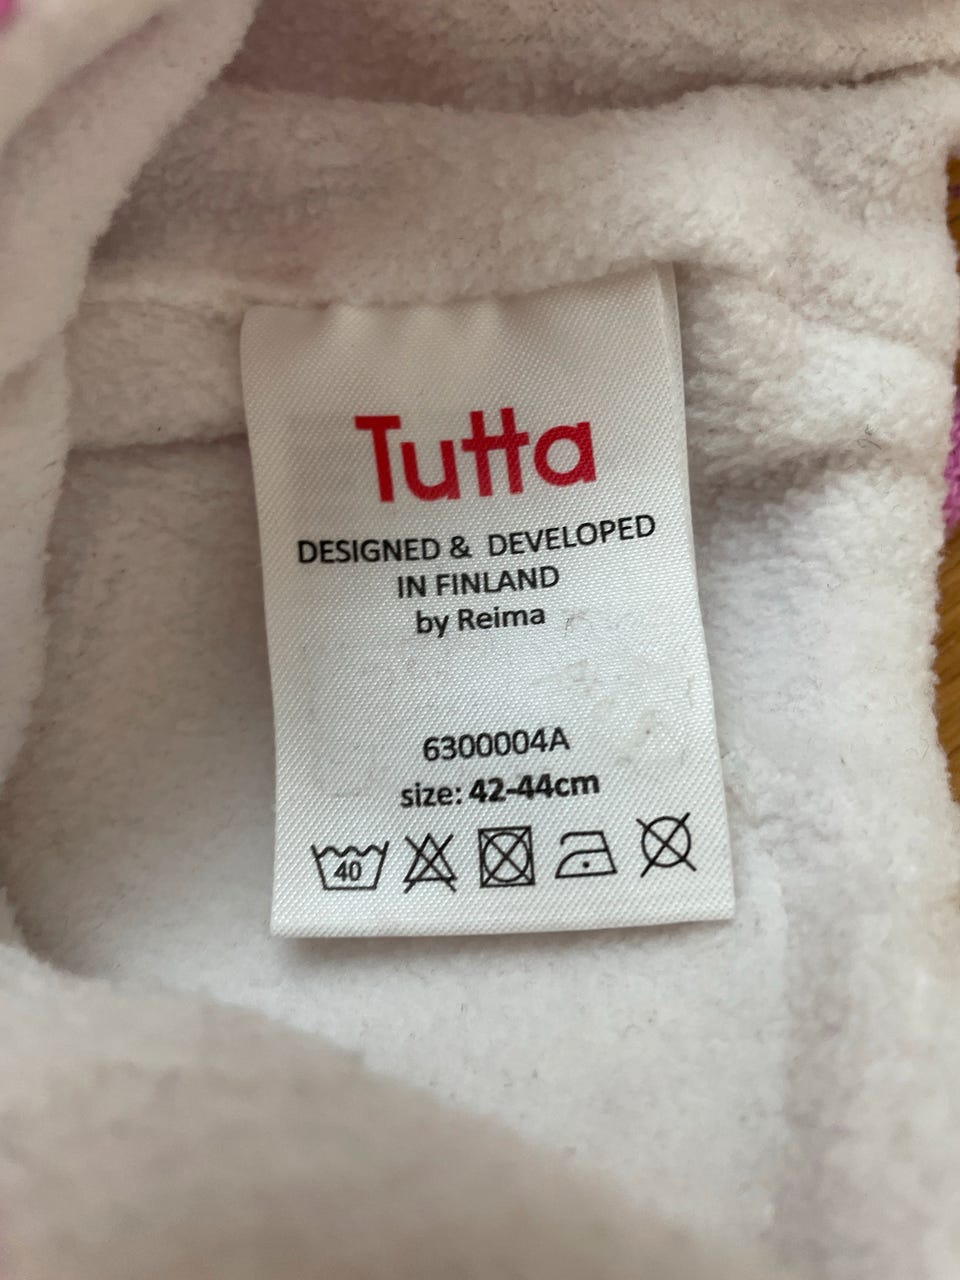 Tutta
DESIGNED & DEVELOPED
IN FINLAND
by Reima
6300004A
size: 42-44cm
40